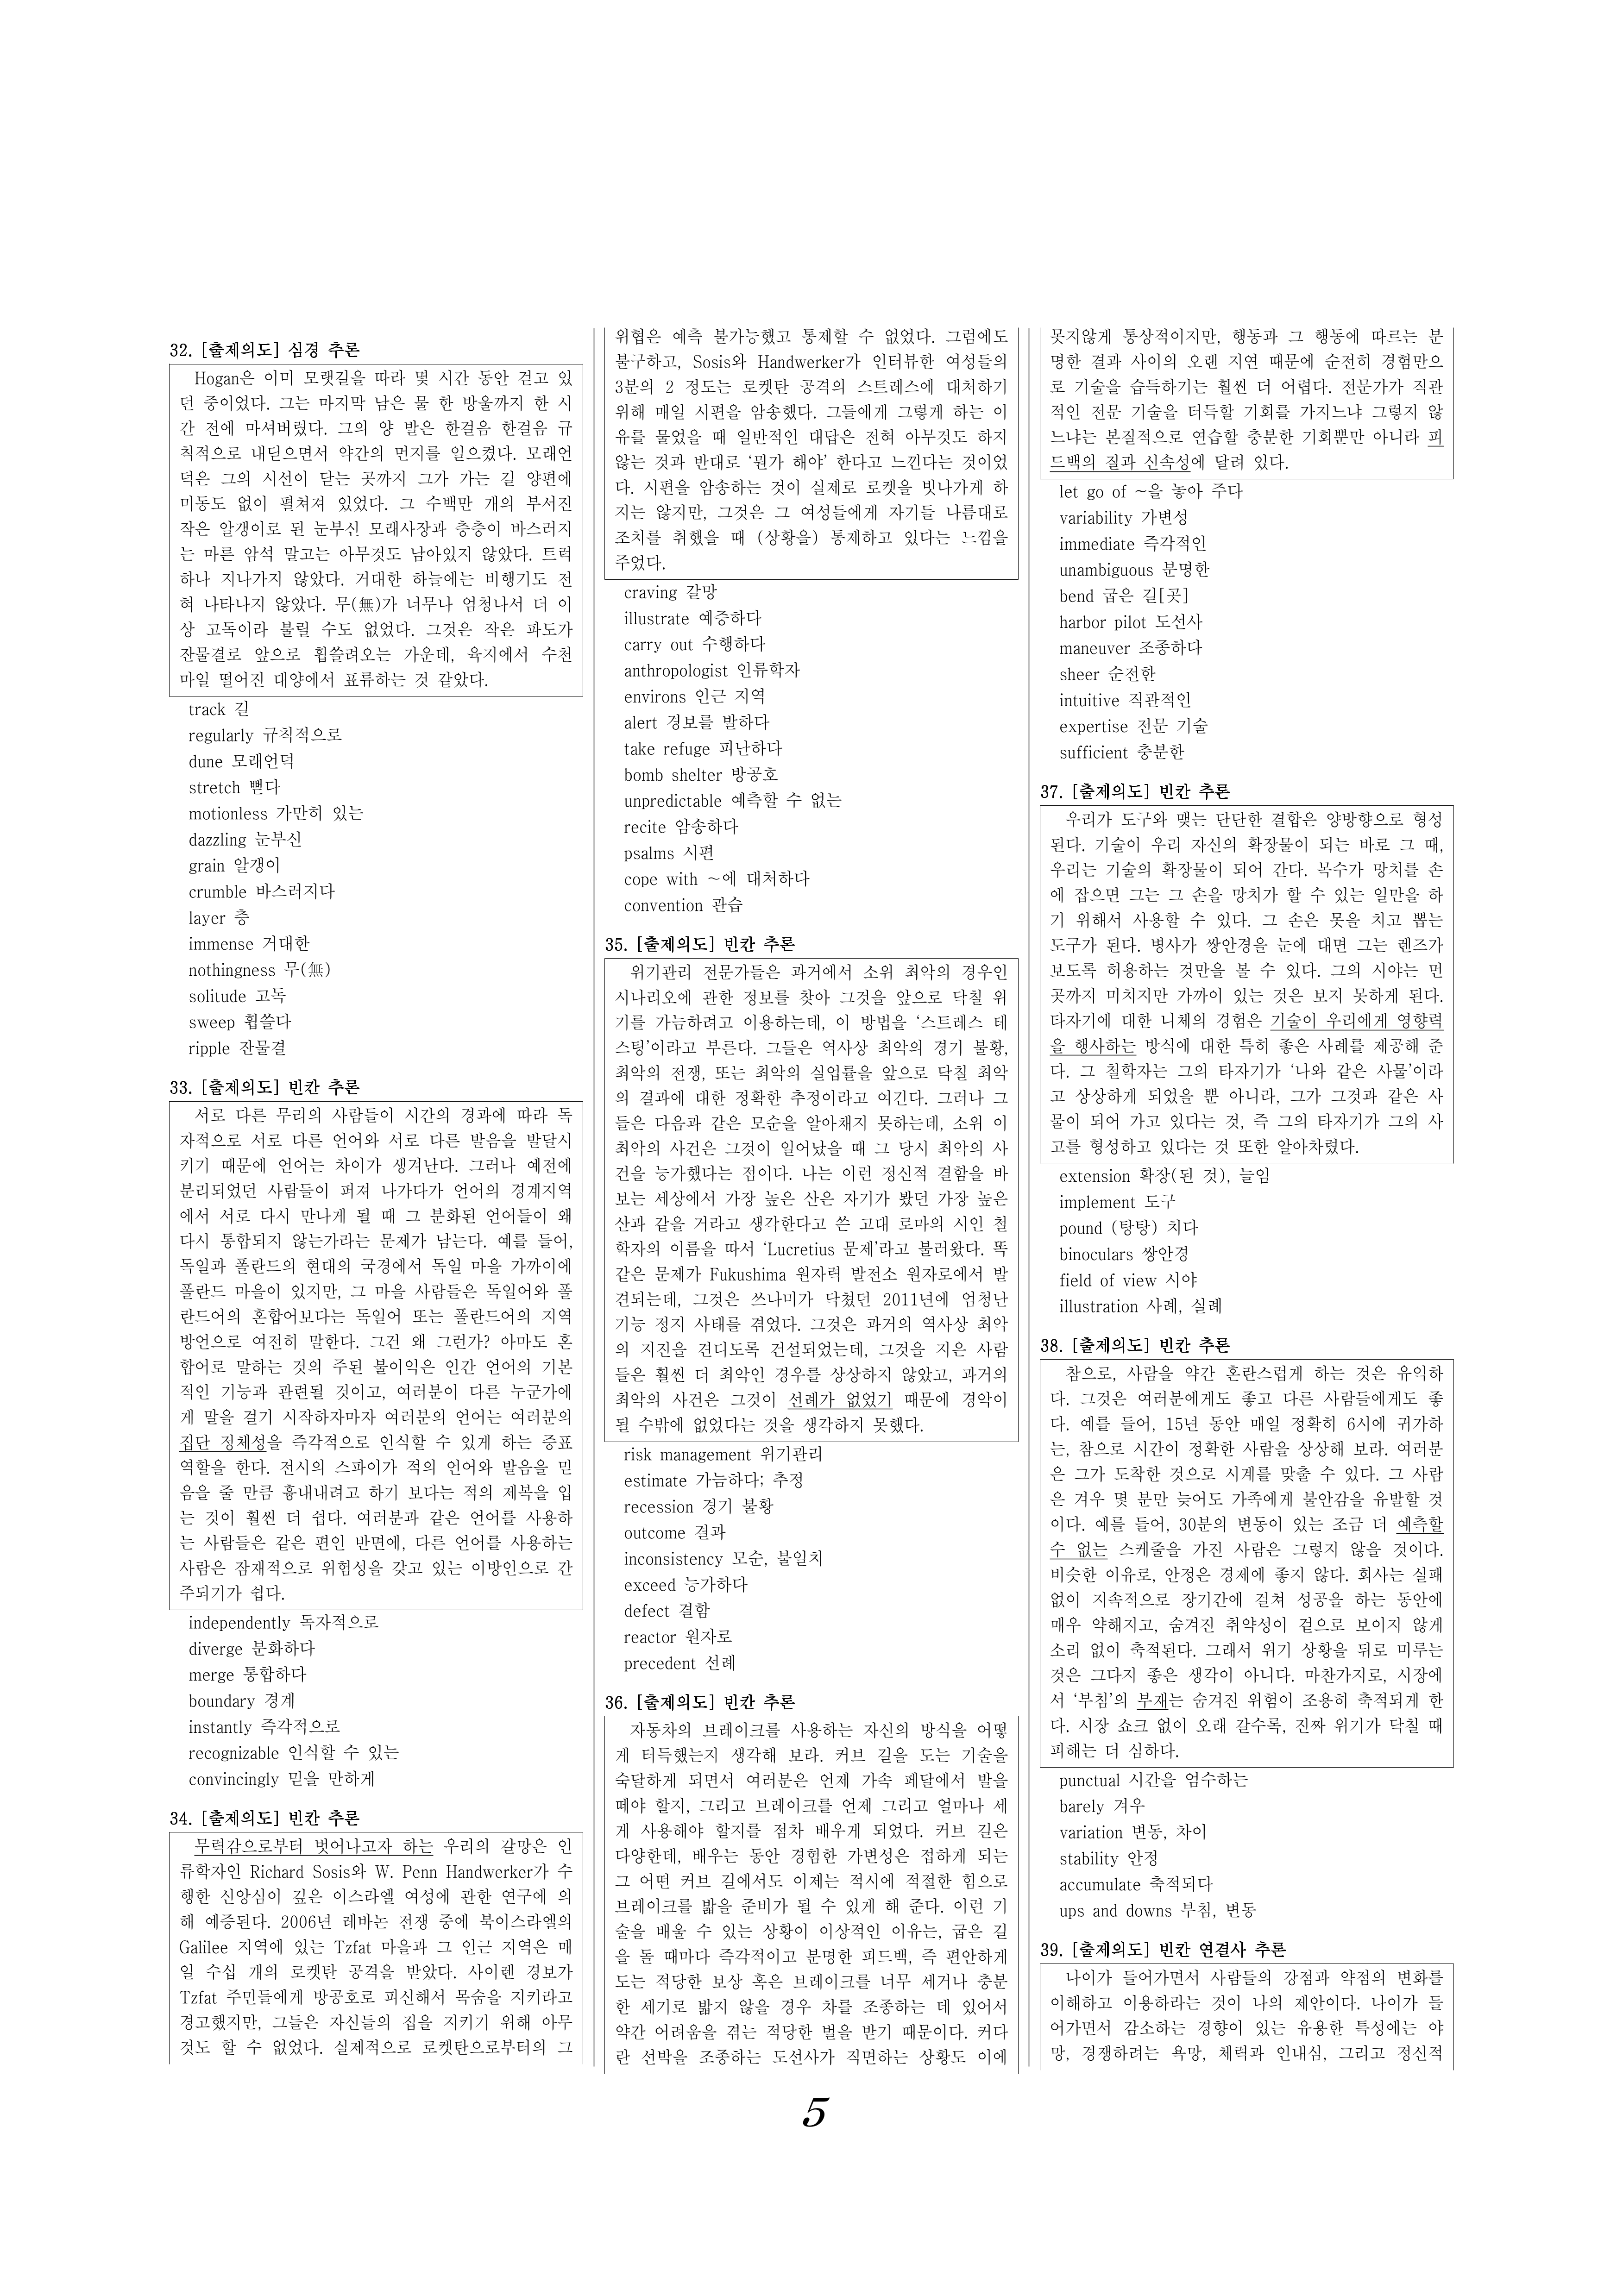 32. [출제의도] 심경 추론
Hogan은 이미 모랫길을 따라 몇 시간 동안 걷고 있
던 중이었다. 그는 마지막 남은 물 한 방울까지 한 시
간 전에 마셔버렸다. 그의 양 발은 한걸음 한걸음 규
칙적으로 내딛으면서 약간의 먼지를 일으켰다. 모래언
덕은 그의 시선이 닫는 곳까지 그가 가는 길 양편에
미동도 없이 펼쳐져 있었다. 그 수백만 개의 부서진
작은 알갱이로 된 눈부신 모래사장과 층층이 바스러지
는 마른 암석 말고는 아무것도 남아있지 않았다. 트럭
하나 지나가지 않았다. 거대한 하늘에는 비행기도 전
혀 나타나지 않았다. 무(無)가 너무나 엄청나서 더 이
상 고독이라 불릴 수도 없었다. 그것은 작은 파도가
잔물결로 앞으로 휩쓸려오는 가운데, 육지에서 수천
마일 떨어진 대양에서 표류하는 것 같았다.
track 길
regularly 규칙적으로
dune 모래언덕
stretch 뻗다
motionless 가만히 있는
dazzling 눈부신
grain 알갱이
crumble 바스러지다
layer 층
immense 거대한
nothingness 무(無)
solitude 고독
sweep 휩쓸다
ripple 잔물결
33. [출제의도] 빈칸 추론
서로 다른 무리의 사람들이 시간의 경과에 따라 독
자적으로 서로 다른 언어와 서로 다른 발음을 발달시
키기 때문에 언어는 차이가 생겨난다. 그러나 예전에
분리되었던 사람들이 퍼져 나가다가 언어의 경계지역
에서 서로 다시 만나게 될 때 그 분화된 언어들이 왜
다시 통합되지 않는가라는 문제가 남는다. 예를 들어,
독일과 폴란드의 현대의 국경에서 독일 마을 가까이에
폴란드 마을이 있지만, 그 마을 사람들은 독일어와 폴
란드어의 혼합어보다는 독일어 또는 폴란드어의 지역
방언으로 여전히 말한다. 그건 왜 그런가? 아마도 혼
합어로 말하는 것의 주된 불이익은 인간 언어의 기본
적인 기능과 관련될 것이고, 여러분이 다른 누군가에
게 말을 걸기 시작하자마자 여러분의 언어는 여러분의
집단 정체성을 즉각적으로 인식할 수 있게 하는 증표
역할을 한다. 전시의 스파이가 적의 언어와 발음을 믿
음을 줄 만큼 흉내내려고 하기 보다는 적의 제복을 입
는 것이 훨씬 더 쉽다. 여러분과 같은 언어를 사용하
는 사람들은 같은 편인 반면에, 다른 언어를 사용하는
사람은 잠재적으로 위험성을 갖고 있는 이방인으로 간
주되기가 쉽다.
independently 독자적으로
diverge 분화하다
merge 통합하다
boundary 경계
instantly 즉각적으로
recognizable 인식할 수 있는
convincingly 믿을 만하게
34. [출제의도] 빈칸 추론
무력감으로부터 벗어나고자 하는 우리의 갈망은 인
류학자인 Richard Sosis와 W. Penn Handwerker가 수
행한 신앙심이 깊은 이스라엘 여성에 관한 연구에 의
해 예증된다. 2006년 레바논 전쟁 중에 북이스라엘의
Galilee 지역에 있는 Tzfat 마을과 그 인근 지역은 매
일 수십 개의 로켓탄 공격을 받았다. 사이렌 경보가
Tzfat 주민들에게 방공호로 피신해서 목숨을 지키라고
경고했지만, 그들은 자신들의 집을 지키기 위해 아무
것도 할 수 없었다. 실제적으로 로켓탄으로부터의 그
위협은 예측 불가능했고 통제할 수 없었다. 그럼에도
불구하고, Sosis와 Handwerker가 인터뷰한 여성들의
3분의 2 정도는 로켓탄 공격의 스트레스에 대처하기
위해 매일 시편을 암송했다. 그들에게 그렇게 하는 이
유를 물었을 때 일반적인 대답은 전혀 아무것도 하지
않는 것과 반대로 ‘뭔가 해야’ 한다고 느낀다는 것이었
다. 시편을 암송하는 것이 실제로 로켓을 빗나가게 하
지는 않지만, 그것은 그 여성들에게 자기들 나름대로
조치를 취했을 때 (상황을) 통제하고 있다는 느낌을
주었다.
craving 갈망
illustrate 예증하다
carry out 수행하다
anthropologist 인류학자
environs 인근 지역
alert 경보를 발하다
take refuge 피난하다
bomb shelter 방공호
unpredictable 예측할 수 없는
recite 암송하다
psalms 시편
cope with ~에 대처하다
convention 관습
35. [출제의도] 빈칸 추론
위기관리 전문가들은 과거에서 소위 최악의 경우인
시나리오에 관한 정보를 찾아 그것을 앞으로 닥칠 위
기를 가늠하려고 이용하는데, 이 방법을 ‘스트레스 테
스팅’이라고 부른다. 그들은 역사상 최악의 경기 불황,
최악의 전쟁, 또는 최악의 실업률을 앞으로 닥칠 최악
의 결과에 대한 정확한 추정이라고 여긴다. 그러나 그
들은 다음과 같은 모순을 알아채지 못하는데, 소위 이
최악의 사건은 그것이 일어났을 때 그 당시 최악의 사
건을 능가했다는 점이다. 나는 이런 정신적 결함을 바
보는 세상에서 가장 높은 산은 자기가 봤던 가장 높은
산과 같을 거라고 생각한다고 쓴 고대 로마의 시인 철
학자의 이름을 따서 ‘Lucretius 문제’라고 불러왔다. 똑
같은 문제가 Fukushima 원자력 발전소 원자로에서 발
견되는데, 그것은 쓰나미가 닥쳤던 2011년에 엄청난
기능 정지 사태를 겪었다. 그것은 과거의 역사상 최악
의 지진을 견디도록 건설되었는데, 그것을 지은 사람
들은 훨씬 더 최악인 경우를 상상하지 않았고, 과거의
최악의 사건은 그것이 선례가 없었기 때문에 경악이
될 수밖에 없었다는 것을 생각하지 못했다.
risk management 위기관리
estimate 가늠하다; 추정
recession 경기 불황
outcome 결과
inconsistency 모순, 불일치
exceed 능가하다
defect 결함
reactor 원자로
precedent 선례
36. [출제의도] 빈칸 추론
자동차의 브레이크를 사용하는 자신의 방식을 어떻
게 터득했는지 생각해 보라. 커브 길을 도는 기술을
숙달하게 되면서 여러분은 언제 가속 페달에서 발을
떼야 할지, 그리고 브레이크를 언제 그리고 얼마나 세
게 사용해야 할지를 점차 배우게 되었다. 커브 길은
다양한데, 배우는 동안 경험한 가변성은 접하게 되는
그 어떤 커브 길에서도 이제는 적시에 적절한 힘으로
브레이크를 밟을 준비가 될 수 있게 해 준다. 이런 기
술을 배울 수 있는 상황이 이상적인 이유는, 굽은 길
을 돌 때마다 즉각적이고 분명한 피드백, 즉 편안하게
도는 적당한 보상 혹은 브레이크를 너무 세거나 충분
한 세기로 밟지 않을 경우 차를 조종하는 데 있어서
약간 어려움을 겪는 적당한 벌을 받기 때문이다. 커다
란 선박을 조종하는 도선사가 직면하는 상황도 이에
못지않게 통상적이지만, 행동과 그 행동에 따르는 분
명한 결과 사이의 오랜 지연 때문에 순전히 경험만으
로 기술을 습득하기는 훨씬 더 어렵다. 전문가가 직관
적인 전문 기술을 터득할 기회를 가지느냐 그렇지 않
느냐는 본질적으로 연습할 충분한 기회뿐만 아니라 피
드백의 질과 신속성에 달려 있다.
let go of ~을 놓아 주다
variability 가변성
immediate 즉각적인
unambiguous 분명한
bend 굽은 길[곳]
harbor pilot 도선사
maneuver 조종하다
sheer 순전한
intuitive 직관적인
expertise 전문 기술
sufficient 충분한
37. [출제의도] 빈칸 추론
우리가 도구와 맺는 단단한 결합은 양방향으로 형성
된다. 기술이 우리 자신의 확장물이 되는 바로 그 때,
우리는 기술의 확장물이 되어 간다. 목수가 망치를 손
에 잡으면 그는 그 손을 망치가 할 수 있는 일만을 하
기 위해서 사용할 수 있다. 그 손은 못을 치고 뽑는
도구가 된다. 병사가 쌍안경을 눈에 대면 그는 렌즈가
보도록 허용하는 것만을 볼 수 있다. 그의 시야는 먼
곳까지 미치지만 가까이 있는 것은 보지 못하게 된다.
타자기에 대한 니체의 경험은 기술이 우리에게 영향력
을 행사하는 방식에 대한 특히 좋은 사례를 제공해 준
다. 그 철학자는 그의 타자기가 ‘나와 같은 사물’이라
고 상상하게 되었을 뿐 아니라, 그가 그것과 같은 사
물이 되어 가고 있다는 것, 즉 그의 타자기가 그의 사
고를 형성하고 있다는 것 또한 알아차렸다.
extension 확장(된 것), 늘임
implement 도구
pound (탕탕) 치다
binoculars 쌍안경
field of view 시야
illustration 사례, 실례
38. [출제의도] 빈칸 추론
참으로, 사람을 약간 혼란스럽게 하는 것은 유익하
다. 그것은 여러분에게도 좋고 다른 사람들에게도 좋
다. 예를 들어, 15년 동안 매일 정확히 6시에 귀가하
는, 참으로 시간이 정확한 사람을 상상해 보라. 여러분
은 그가 도착한 것으로 시계를 맞출 수 있다. 그 사람
은 겨우 몇 분만 늦어도 가족에게 불안감을 유발할 것
이다. 예를 들어, 30분의 변동이 있는 조금 더 예측할
수 없는 스케줄을 가진 사람은 그렇지 않을 것이다.
비슷한 이유로, 안정은 경제에 좋지 않다. 회사는 실패
없이 지속적으로 장기간에 걸쳐 성공을 하는 동안에
매우 약해지고, 숨겨진 취약성이 겉으로 보이지 않게
소리 없이 축적된다. 그래서 위기 상황을 뒤로 미루는
것은 그다지 좋은 생각이 아니다. 마찬가지로, 시장에
서 ‘부침’의 부재는 숨겨진 위험이 조용히 축적되게 한
다. 시장 쇼크 없이 오래 갈수록, 진짜 위기가 닥칠 때
피해는 더 심하다.
punctual 시간을 엄수하는
barely 겨우
variation 변동, 차이
stability 안정
accumulate 축적되다
ups and downs 부침, 변동
39. [출제의도] 빈칸 연결사 추론
나이가 들어가면서 사람들의 강점과 약점의 변화를
이해하고 이용하라는 것이 나의 제안이다. 나이가 들
어가면서 감소하는 경향이 있는 유용한 특성에는 야
망, 경쟁하려는 욕망, 체력과 인내심, 그리고 정신적
5